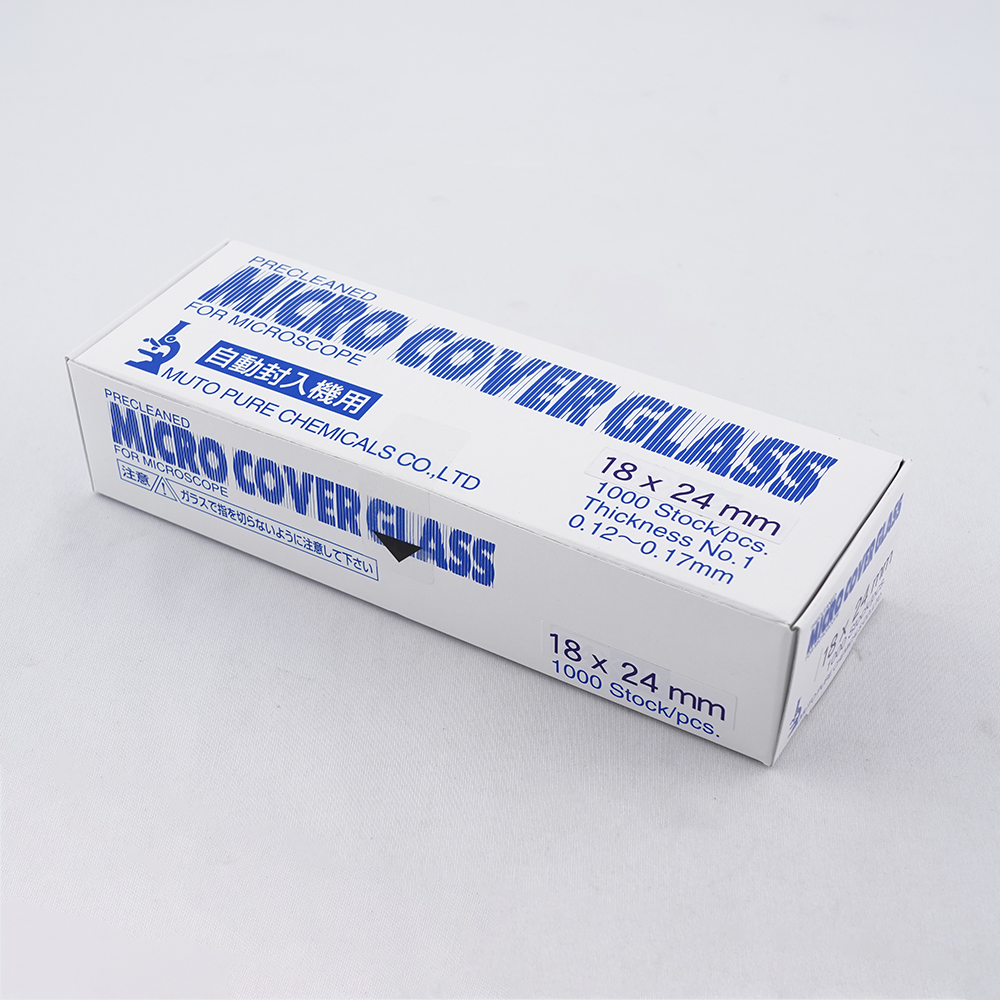 PRECLEANED
MICRO COVER GLASS
FOR MICROSCOPE
自動封入機用
MUTO PURE CHEMICALS CO.,LTD
18 x 24 mm
1000 Stock/pcs.
Thickness No.1
0.12～0.17mm
PRECLEANED
MICRO COVER GLASS
FOR MICROSCOPE
注意 ガラスで指を切らないように注意して下さい
18 x 24 mm
1000 Stock/pcs.
MICRO COVER GLASS
18 x 24 mm